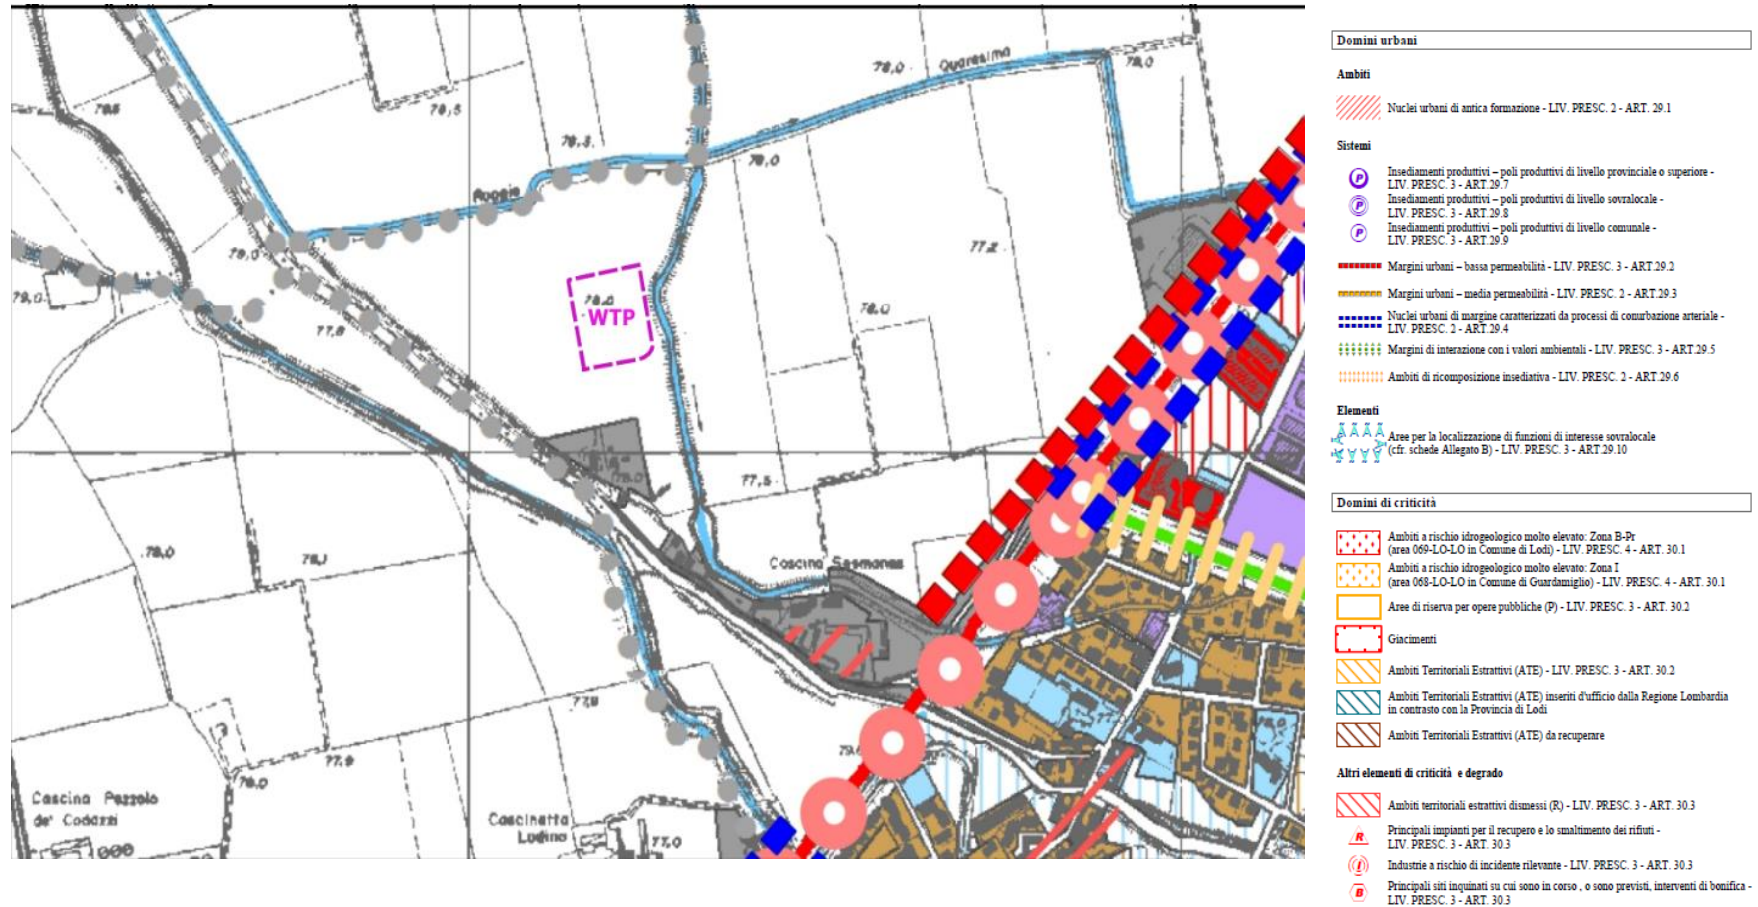 78,5
78,5
78,0
Quaresima
78,0
78,3
78,0
Roggia
77,2
79,0
79,0
78,0
WTP
78,0
77,8
77,5
78,0
78,1
Cascina Sesmones
77,9
77,9
78,0
Cascina Pezzolo
de' Codazzi
Cascinetta
Lodino
77,0
Domini urbani
Ambiti
Nuclei urbani di antica formazione - LIV. PRESC. 2 - ART. 29.1
Sistemi
P Insediamenti produttivi – poli produttivi di livello provinciale o superiore -
LIV. PRESC. 3 - ART.29.7
P Insediamenti produttivi – poli produttivi di livello sovralocale -
LIV. PRESC. 3 - ART.29.8
P Insediamenti produttivi – poli produttivi di livello comunale -
LIV. PRESC. 3 - ART.29.9
Margini urbani – bassa permeabilità - LIV. PRESC. 3 - ART.29.2
Margini urbani – media permeabilità - LIV. PRESC. 2 - ART.29.3
Nuclei urbani di margine caratterizzati da processi di conurbazione arteriale -
LIV. PRESC. 2 - ART.29.4
Margini di interazione con i valori ambientali - LIV. PRESC. 3 - ART.29.5
Ambiti di ricomposizione insediativa - LIV. PRESC. 2 - ART.29.6
Elementi
Aree per la localizzazione di funzioni di interesse sovralocale
(cfr. schede Allegato B) - LIV. PRESC. 3 - ART.29.10
Domini di criticità
Ambiti a rischio idrogeologico molto elevato: Zona B-Pr
(area 069-LO-LO in Comune di Lodi) - LIV. PRESC. 4 - ART. 30.1
Ambiti a rischio idrogeologico molto elevato: Zona I
(area 068-LO-LO in Comune di Guardamiglio) - LIV. PRESC. 4 - ART. 30.1
Aree di riserva per opere pubbliche (P) - LIV. PRESC. 3 - ART. 30.2
Giacimenti
Ambiti Territoriali Estrattivi (ATE) - LIV. PRESC. 3 - ART. 30.2
Ambiti Territoriali Estrattivi (ATE) inseriti d'ufficio dalla Regione Lombardia
in contrasto con la Provincia di Lodi
Ambiti Territoriali Estrattivi (ATE) da recuperare
Altri elementi di criticità e degrado
Ambiti territoriali estrattivi dismessi (R) - LIV. PRESC. 3 - ART. 30.3
R Principali impianti per il recupero e lo smaltimento dei rifiuti -
LIV. PRESC. 3 - ART. 30.3
Industrie a rischio di incidente rilevante - LIV. PRESC. 3 - ART. 30.3
B Principali siti inquinati su cui sono in corso , o sono previsti, interventi di bonifica -
LIV. PRESC. 3 - ART. 30.3